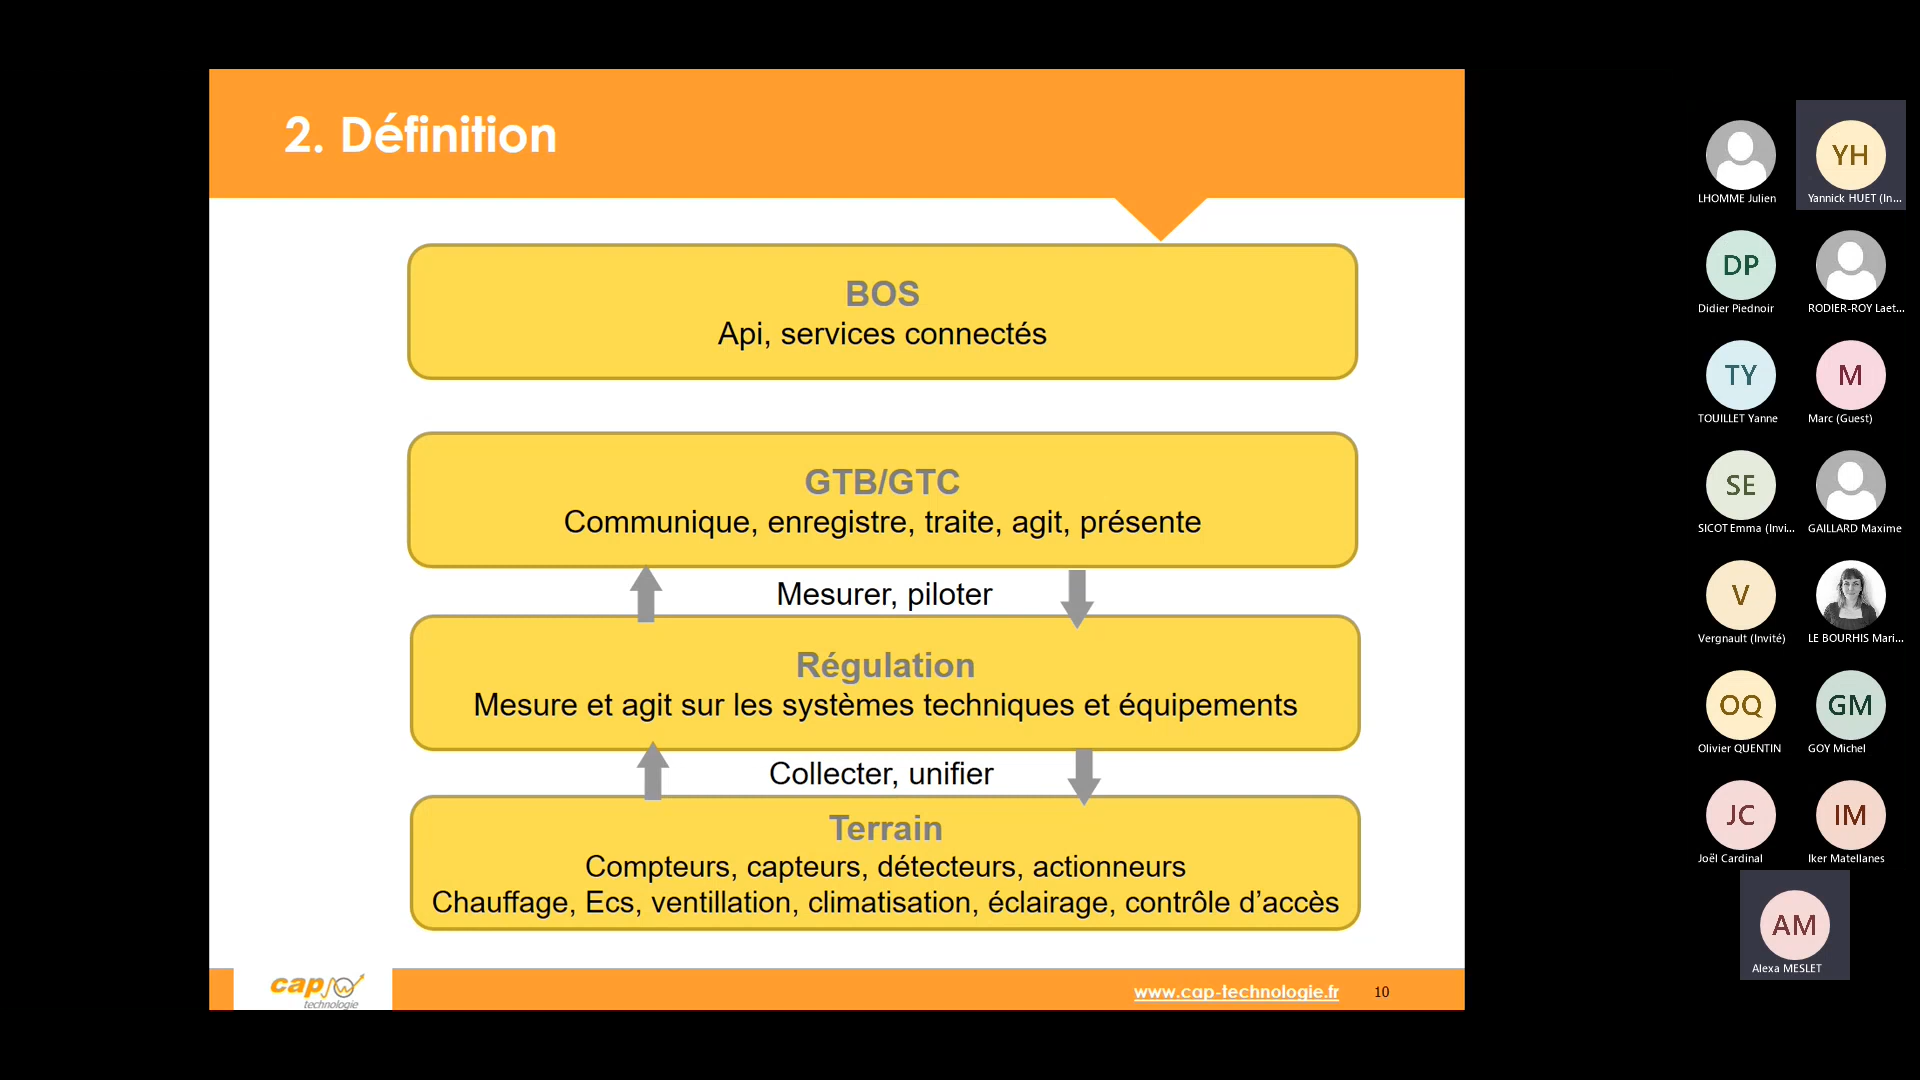 2. Définition
BOS
Api, services connectés
GTB/GTC
Communique, enregistre, traite, agit, présente
Mesurer, piloter
Régulation
Mesure et agit sur les systèmes techniques et équipements
Collecter, unifier
Terrain
Compteurs, capteurs, détecteurs, actionneurs
Chauffage, Ecs, ventillation, climatisation, éclairage, contrôle d’accès
cap
technologie
www.cap-technologie.fr
10
LHOMME Julien
YH
Yannick HUET (In...
DP
Didier Piednoir
RODIER-ROY Laet...
TY
TOUILLET Yanne
M
Marc (Guest)
SE
SICOT Emma (Invi...
GAILLARD Maxime
V
Vergnault (Invité)
LE BOURHIS Mari...
OQ
Olivier QUENTIN
GM
GOY Michel
JC
Joël Cardinal
IM
Iker Matellanes
AM
Alexa MESLET